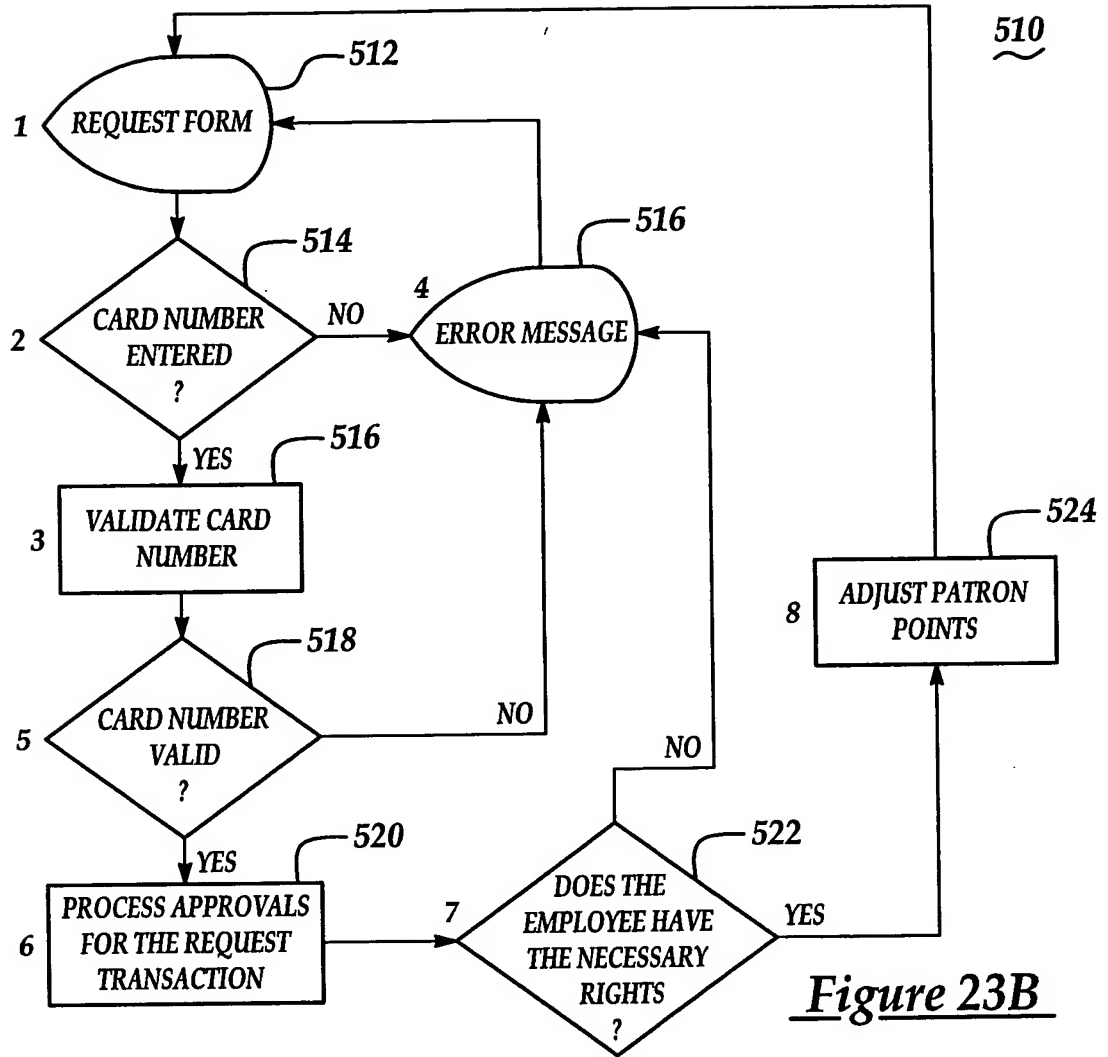 510
512
1
REQUEST FORM
514
2
CARD NUMBER
ENTERED
?
NO
516
4
ERROR MESSAGE
YES
516
3
VALIDATE CARD
NUMBER
518
5
CARD NUMBER
VALID
?
NO
YES
520
6
PROCESS APPROVALS
FOR THE REQUEST
TRANSACTION
522
7
DOES THE
EMPLOYEE HAVE
THE NECESSARY
RIGHTS
?
NO
YES
524
8
ADJUST PATRON
POINTS
Figure 23B